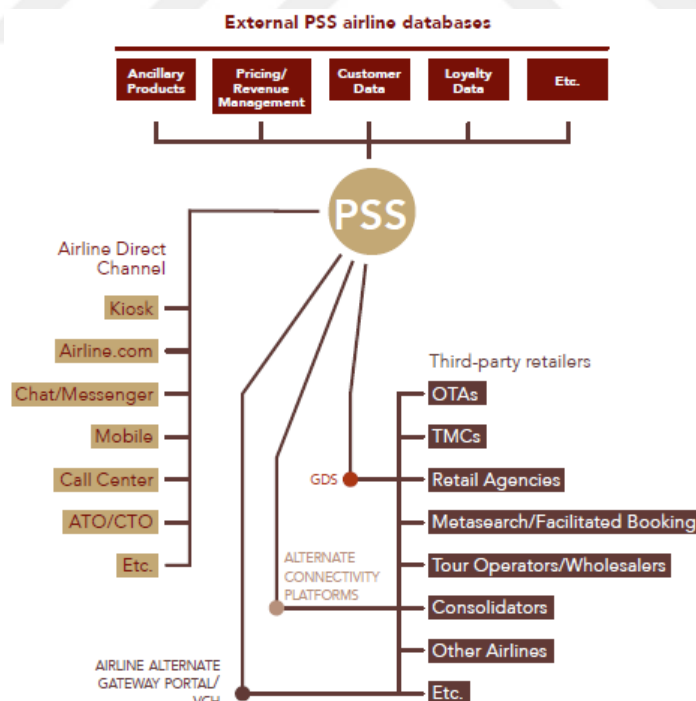 External PSS airline databases
Ancillary
Products
Pricing/
Revenue
Management
Customer
Data
Loyalty
Data
Etc.
PSS
Airline Direct
Channel
Kiosk
Airline.com
Chat/Messenger
Mobile
Call Center
ATO/CTO
Etc.
Third-party retailers
OTAs
TMCs
GDS
Retail Agencies
Metasearch/Facilitated Booking
Tour Operators/Wholesalers
Consolidators
Other Airlines
Etc.
ALTERNATE
CONNECTIVITY
PLATFORMS
AIRLINE ALTERNATE
GATEWAY PORTAL/